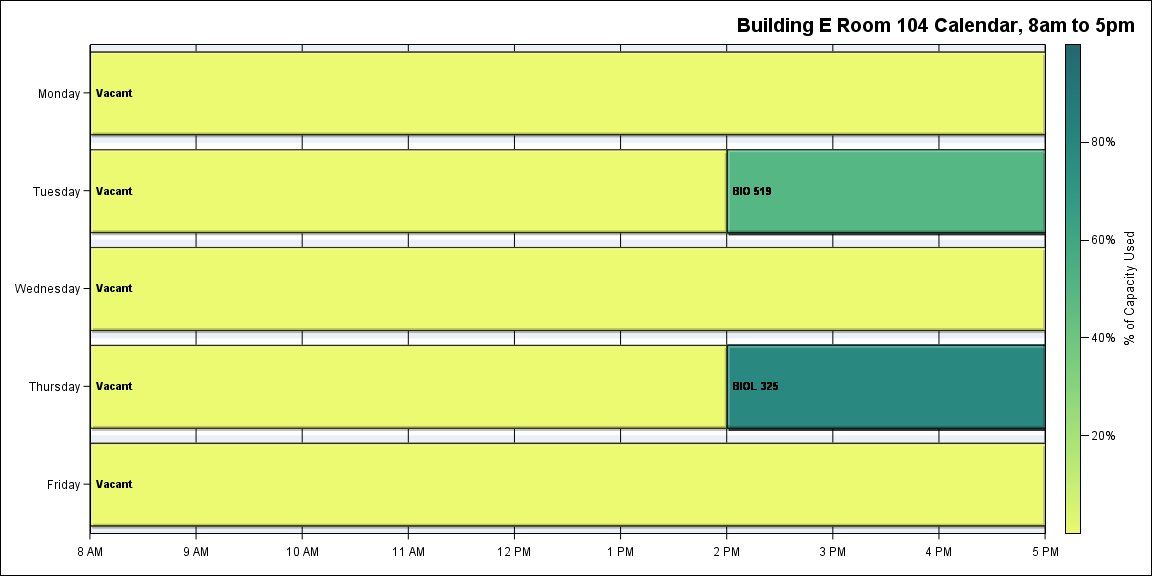 Building E Room 104 Calendar, 8am to 5pm
Monday
Vacant
Tuesday
Vacant
BIO 519
Wednesday
Vacant
Thursday
Vacant
BIOL 325
Friday
Vacant
8 AM
9 AM
10 AM
11 AM
12 PM
1 PM
2 PM
3 PM
4 PM
5 PM
80%
60%
40%
20%
% of Capacity Used